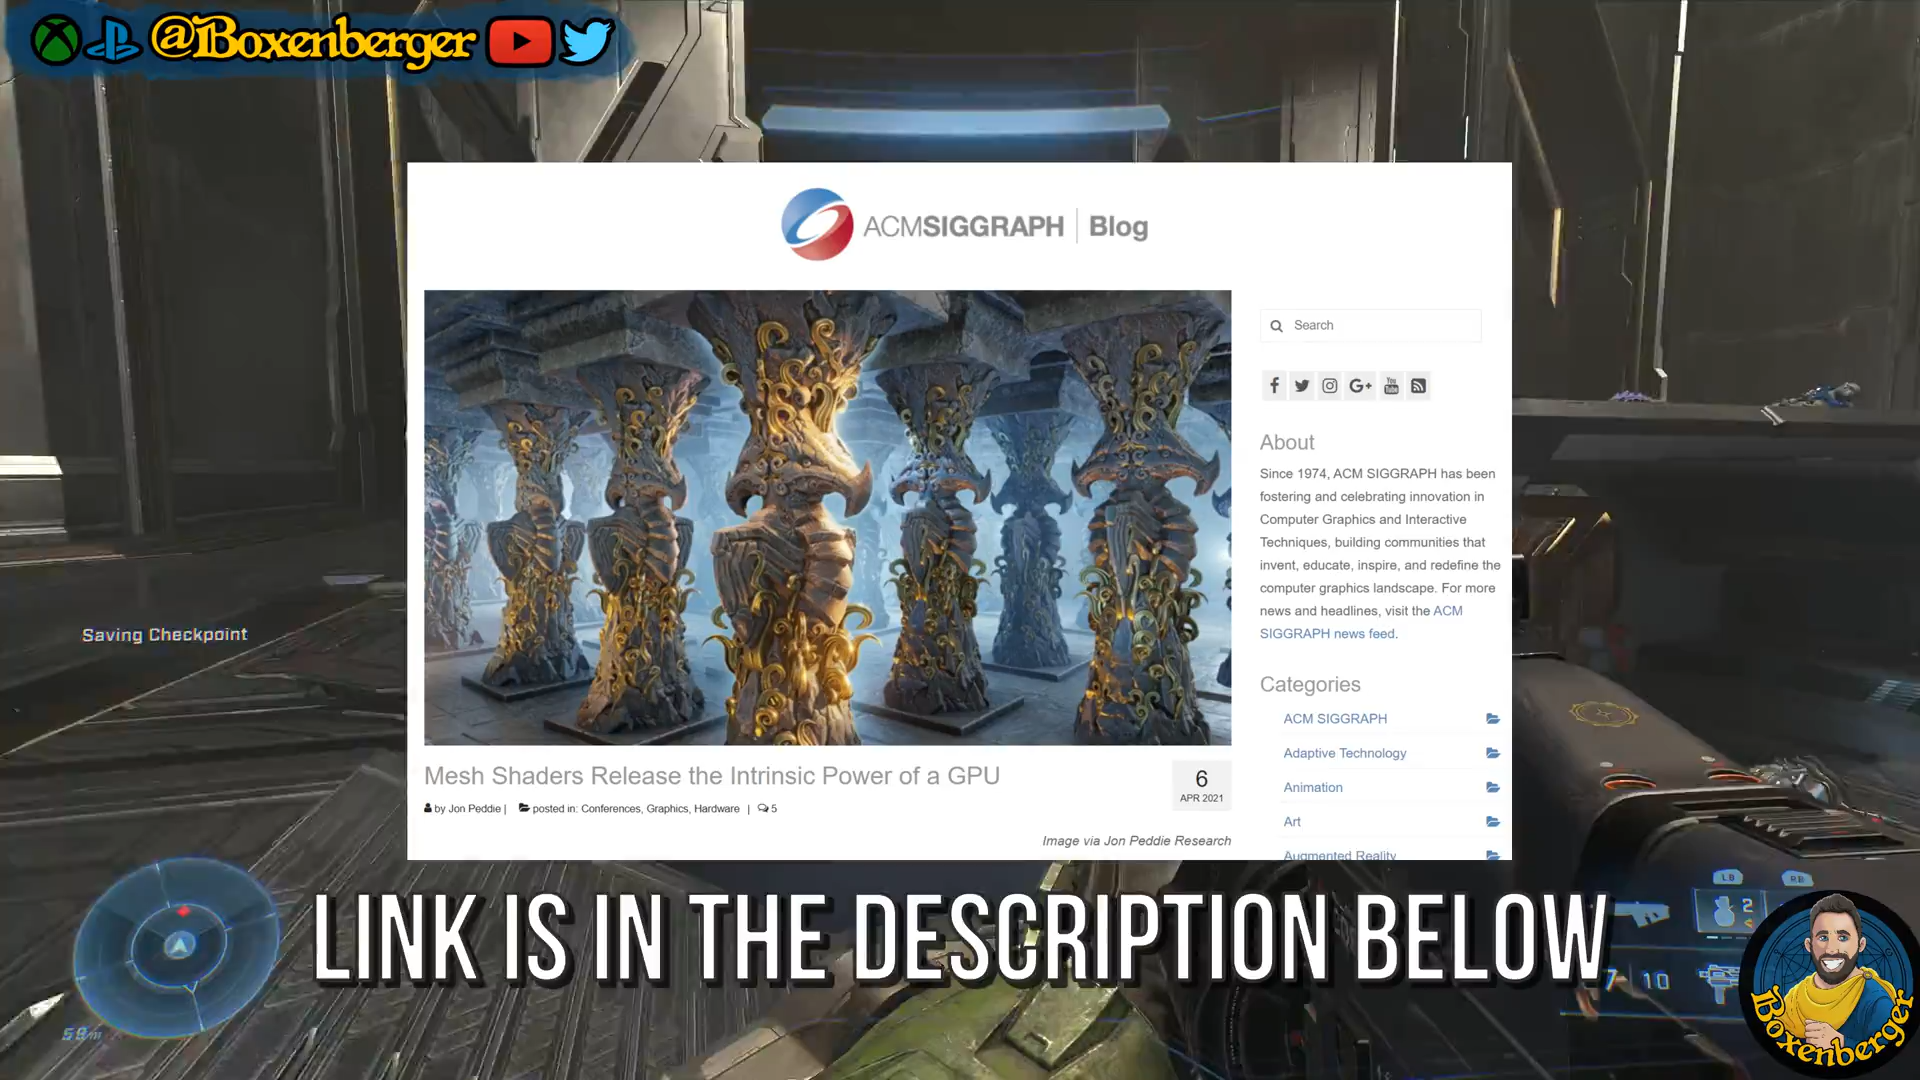 @Boxenberger
ACMSIGGRAPH | Blog
Search
You
Tube
G+
About
Since 1974, ACM SIGGRAPH has been
fostering and celebrating innovation in
Computer Graphics and Interactive
Techniques, building communities that
invent, educate, inspire, and redefine the
computer graphics landscape. For more
news and headlines, visit the ACM
SIGGRAPH news feed.
Categories
ACM SIGGRAPH
Adaptive Technology
Animation
Art
Augmented Reality
Mesh Shaders Release the Intrinsic Power of a GPU
6
APR 2021
by Jon Peddie | posted in: Conferences, Graphics, Hardware | 5
Image via Jon Peddie Research
Saving Checkpoint
LINK IS IN THE DESCRIPTION BELOW
LB
RB
2
7 10
Boxenberger